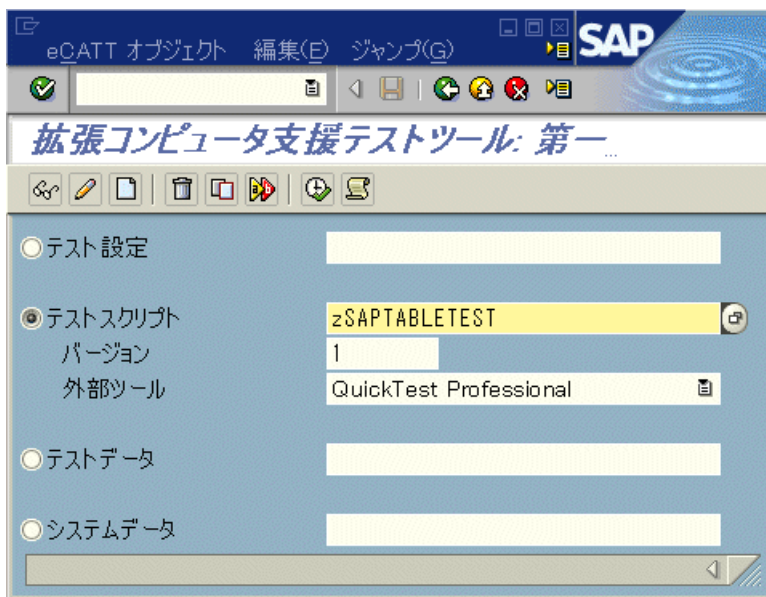 eCATT オブジェクト 編集(E) ジャンプ(G)
SAP
拡張コンピュータ支援テストツール: 第一...
テスト設定
テストスクリプト zSAPTABLETEST
バージョン 1
外部ツール QuickTest Professional
テストデータ
システムデータ